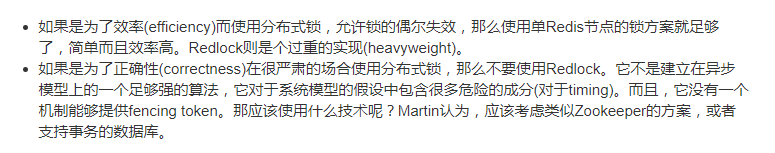 如果是为了效率(efficiency)而使用分布式锁，允许锁的偶尔失效，那么使用单Redis节点的锁方案就足够
了，简单而且效率高。Redlock则是个过重的实现(heavyweight)。
如果是为了正确性(correctness)在很严肃的场合使用分布式锁，那么不要使用Redlock。它不是建立在异步
模型上的一个足够强的算法，它对于系统模型的假设中包含很多危险的成分(对于timing)。而且，它没有一个
机制能够提供fencing token。那应该使用什么技术呢？Martin认为，应该考虑类似Zookeeper的方案，或者
支持事务的数据库。